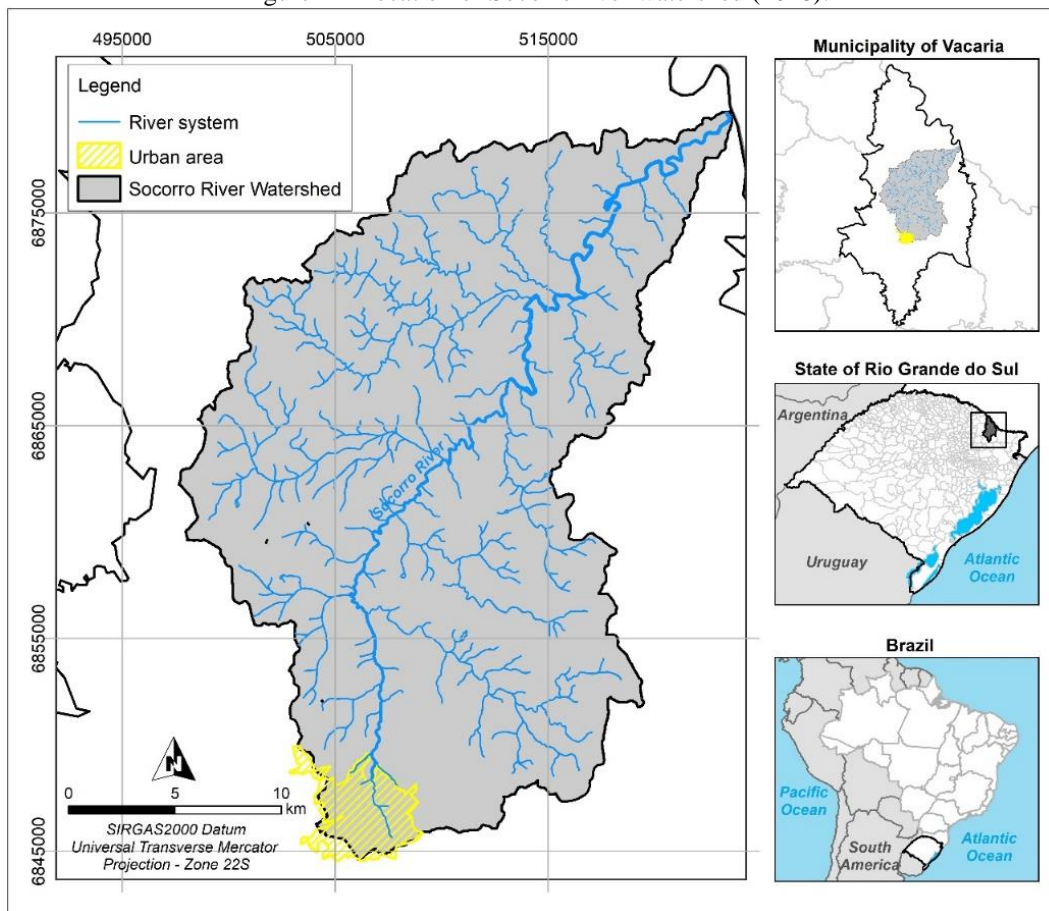 495000
505000
515000
Legend
River system
Urban area
Socorro River Watershed
6875000
6865000
6855000
6845000
Socorro River
N
0
5
10
km
SIRGAS2000 Datum
Universal Transverse Mercator
Projection - Zone 22S
Municipality of Vacaria
State of Rio Grande do Sul
Argentina
Uruguay
Atlantic
Ocean
Brazil
Pacific
Ocean
South
America
Atlantic
Ocean